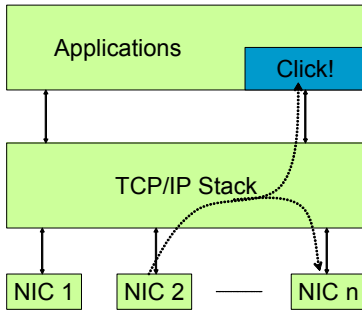 Applications
Click!
TCP/IP Stack
NIC 1
NIC 2
NIC n